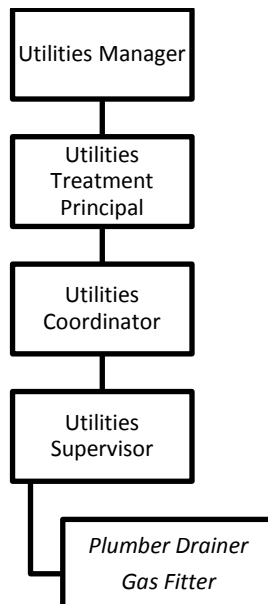 Utilities Manager
Utilities
Treatment
Principal
Utilities
Coordinator
Utilities
Supervisor
Plumber Drainer
Gas Fitter